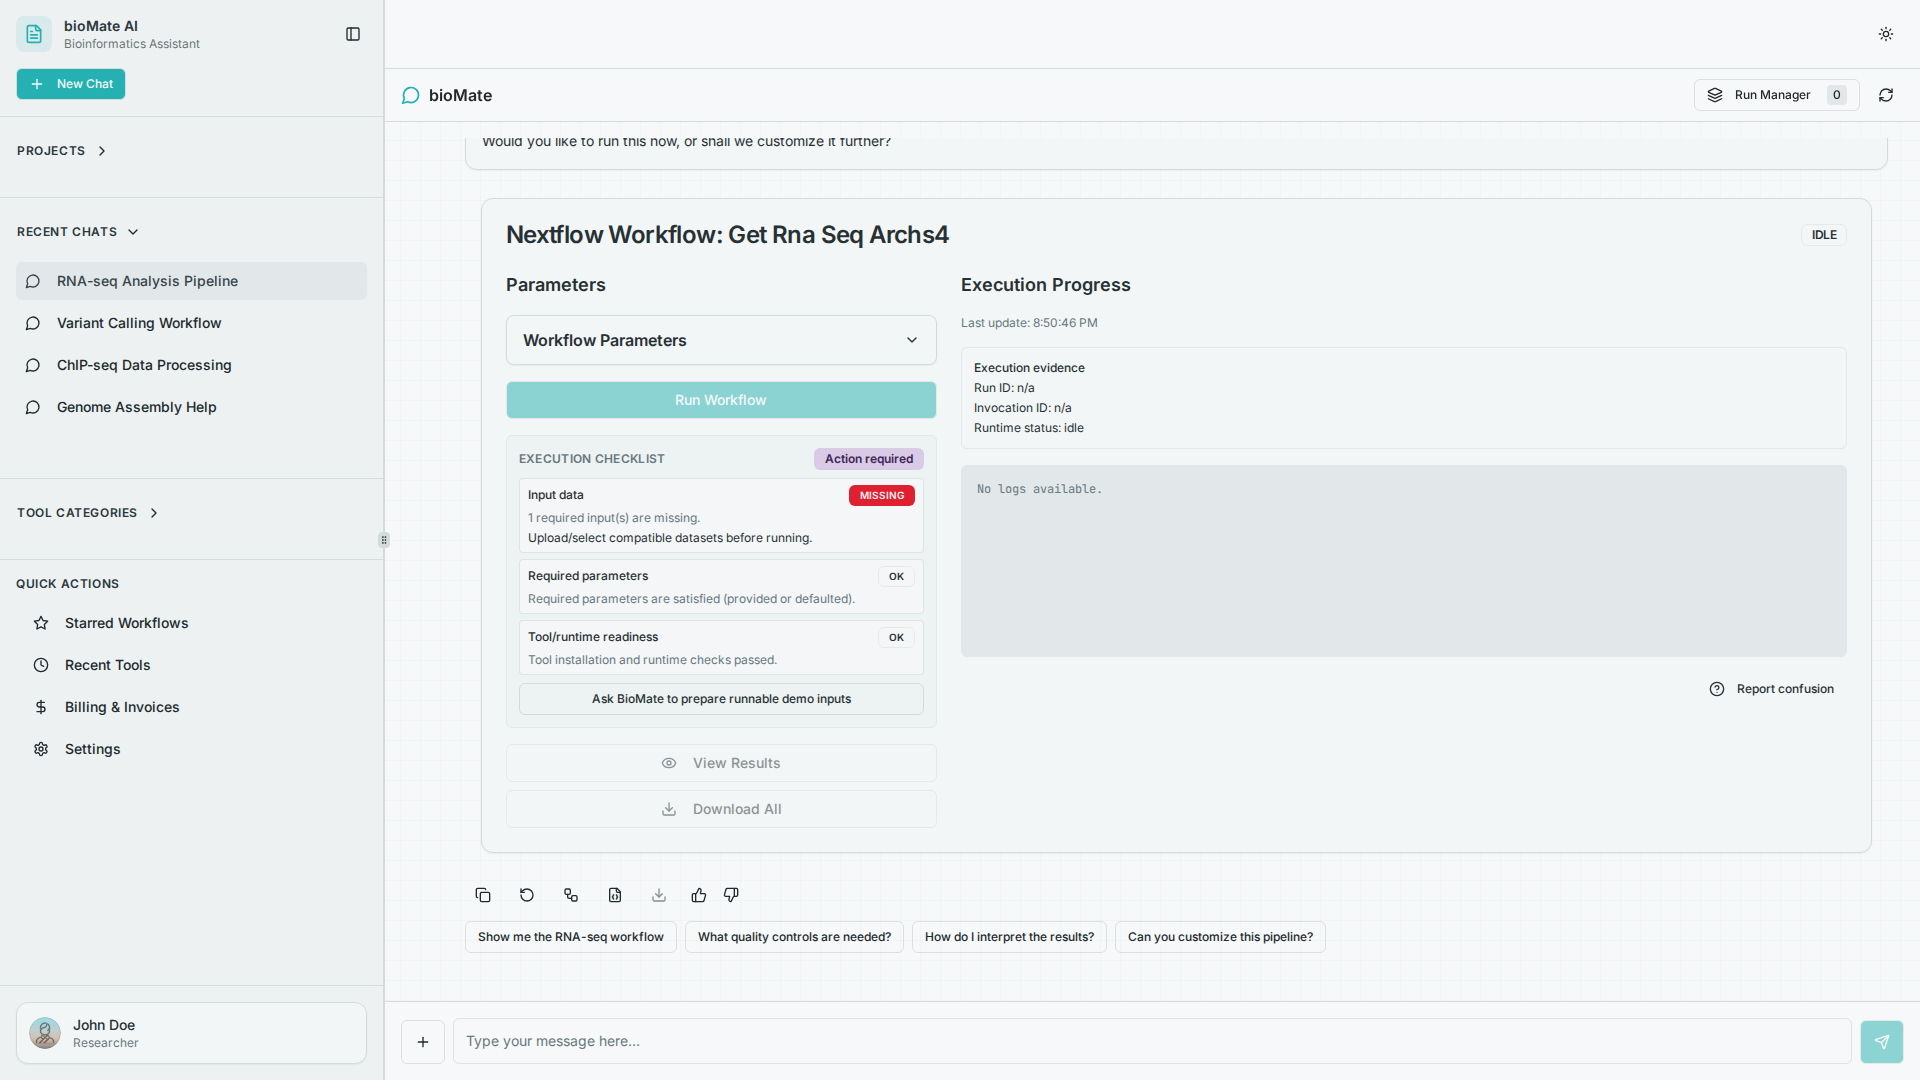 bioMate AI
Bioinformatics Assistant
New Chat
PROJECTS
RECENT CHATS
RNA-seq Analysis Pipeline
Variant Calling Workflow
ChIP-seq Data Processing
Genome Assembly Help
TOOL CATEGORIES
QUICK ACTIONS
Starred Workflows
Recent Tools
Billing & Invoices
Settings
John Doe
Researcher
bioMate
Run Manager 0
Would you like to run this now, or shall we customize it further?
Nextflow Workflow: Get Rna Seq Archs4
IDLE
Parameters
Workflow Parameters
Run Workflow
EXECUTION CHECKLIST
Action required
Input data
MISSING
1 required input(s) are missing.
Upload/select compatible datasets before running.
Required parameters
OK
Required parameters are satisfied (provided or defaulted).
Tool/runtime readiness
OK
Tool installation and runtime checks passed.
Ask BioMate to prepare runnable demo inputs
View Results
Download All
Execution Progress
Last update: 8:50:46 PM
Execution evidence
Run ID: n/a
Invocation ID: n/a
Runtime status: idle
No logs available.
Report confusion
Show me the RNA-seq workflow
What quality controls are needed?
How do I interpret the results?
Can you customize this pipeline?
Type your message here...